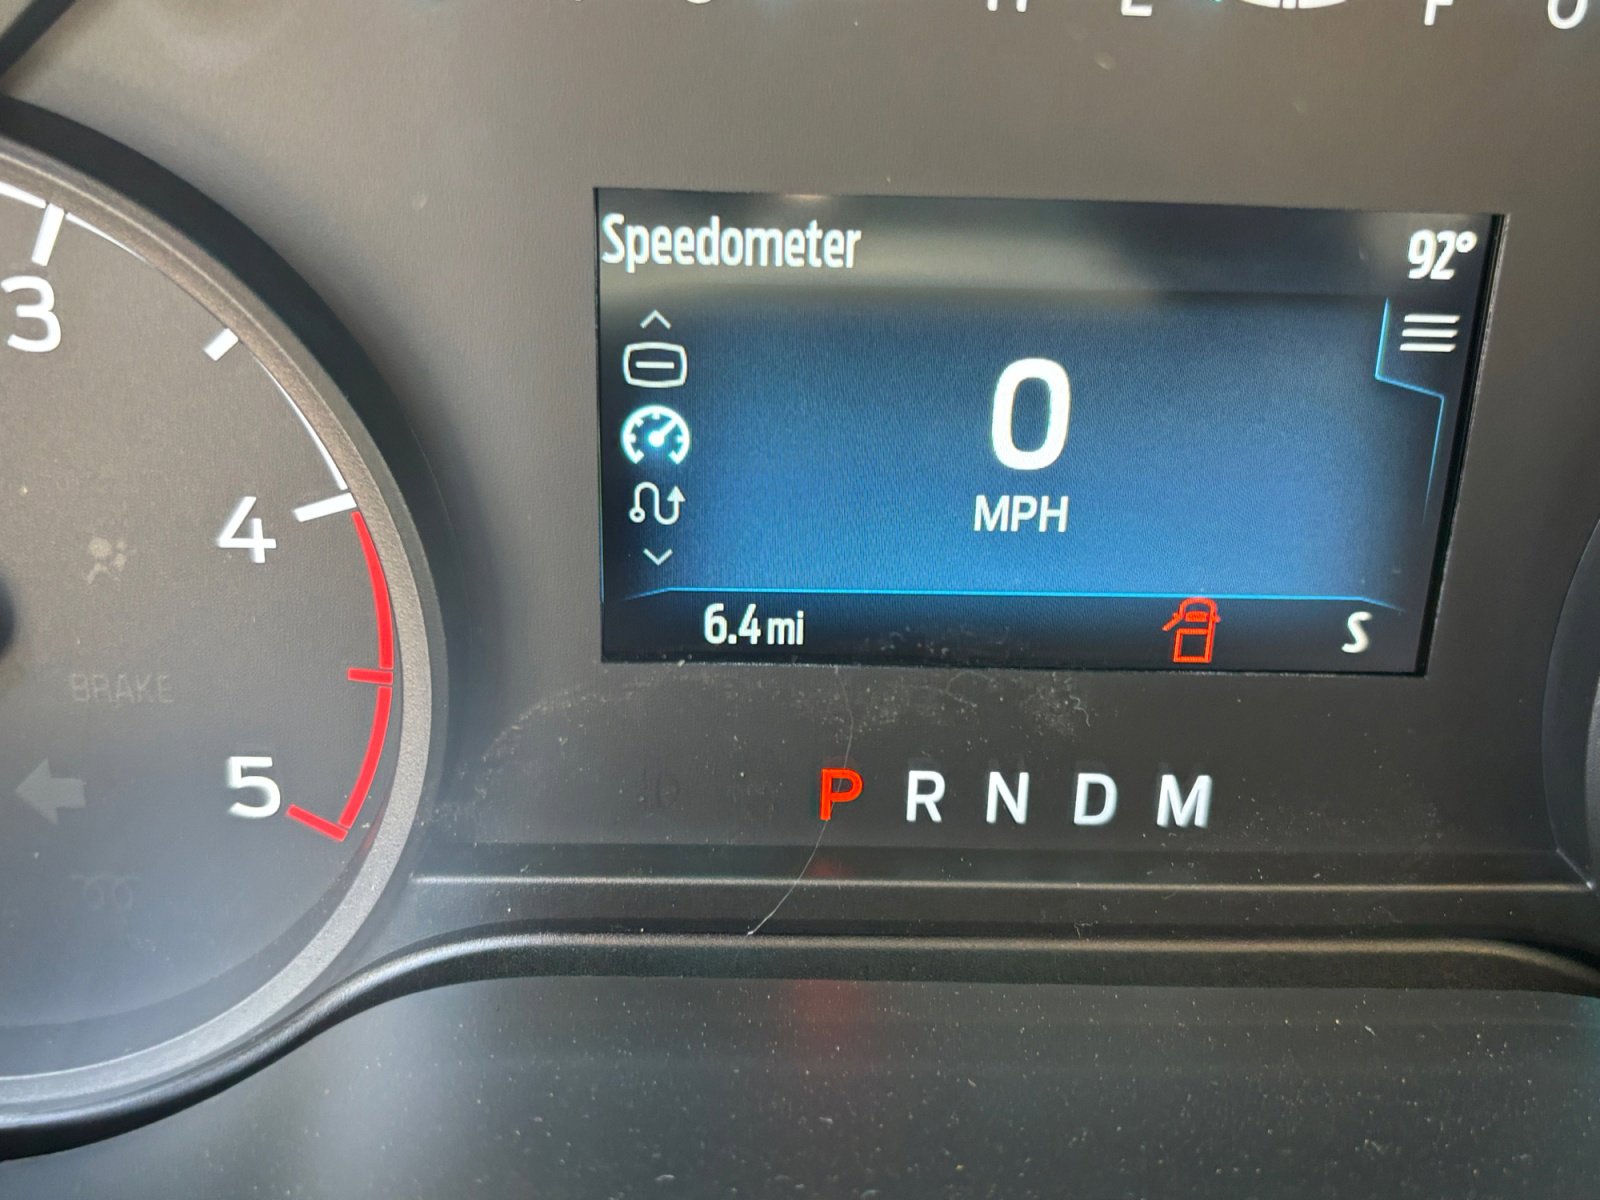 Speedometer 92°
3
0
MPH
4
6.4 mi S
BRAKE
5
P R N D M